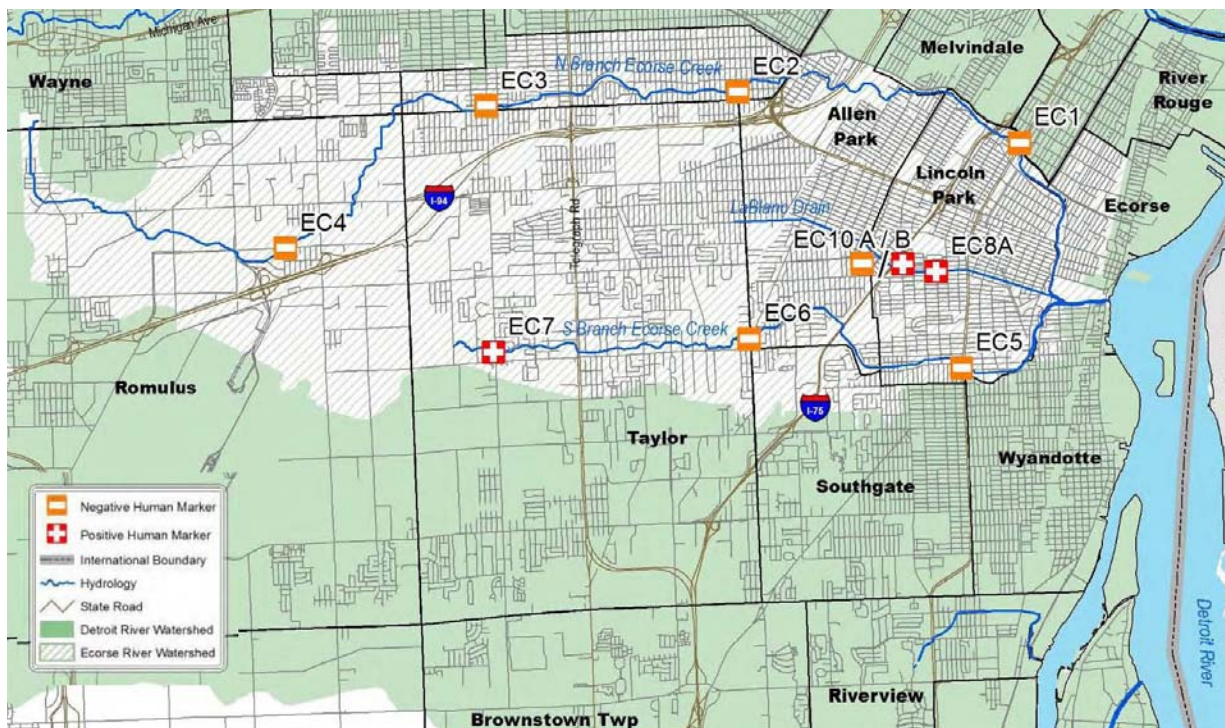 Michigan Ave
Wayne
Melvindale
River
Rouge
N Branch Ecorse Creek
EC2
EC3
Allen
Park
EC1
Lincoln
Park
Ecorse
I-94
Telegraph Rd
LaBlanc Drain
EC4
EC10 A / B
EC8A
EC7
S Branch Ecorse Creek
EC6
EC5
Romulus
I-75
Taylor
Wyandotte
Southgate
Negative Human Marker
Positive Human Marker
International Boundary
Hydrology
State Road
Detroit River Watershed
Ecorse River Watershed
Detroit River
Riverview
Brownstown Twp